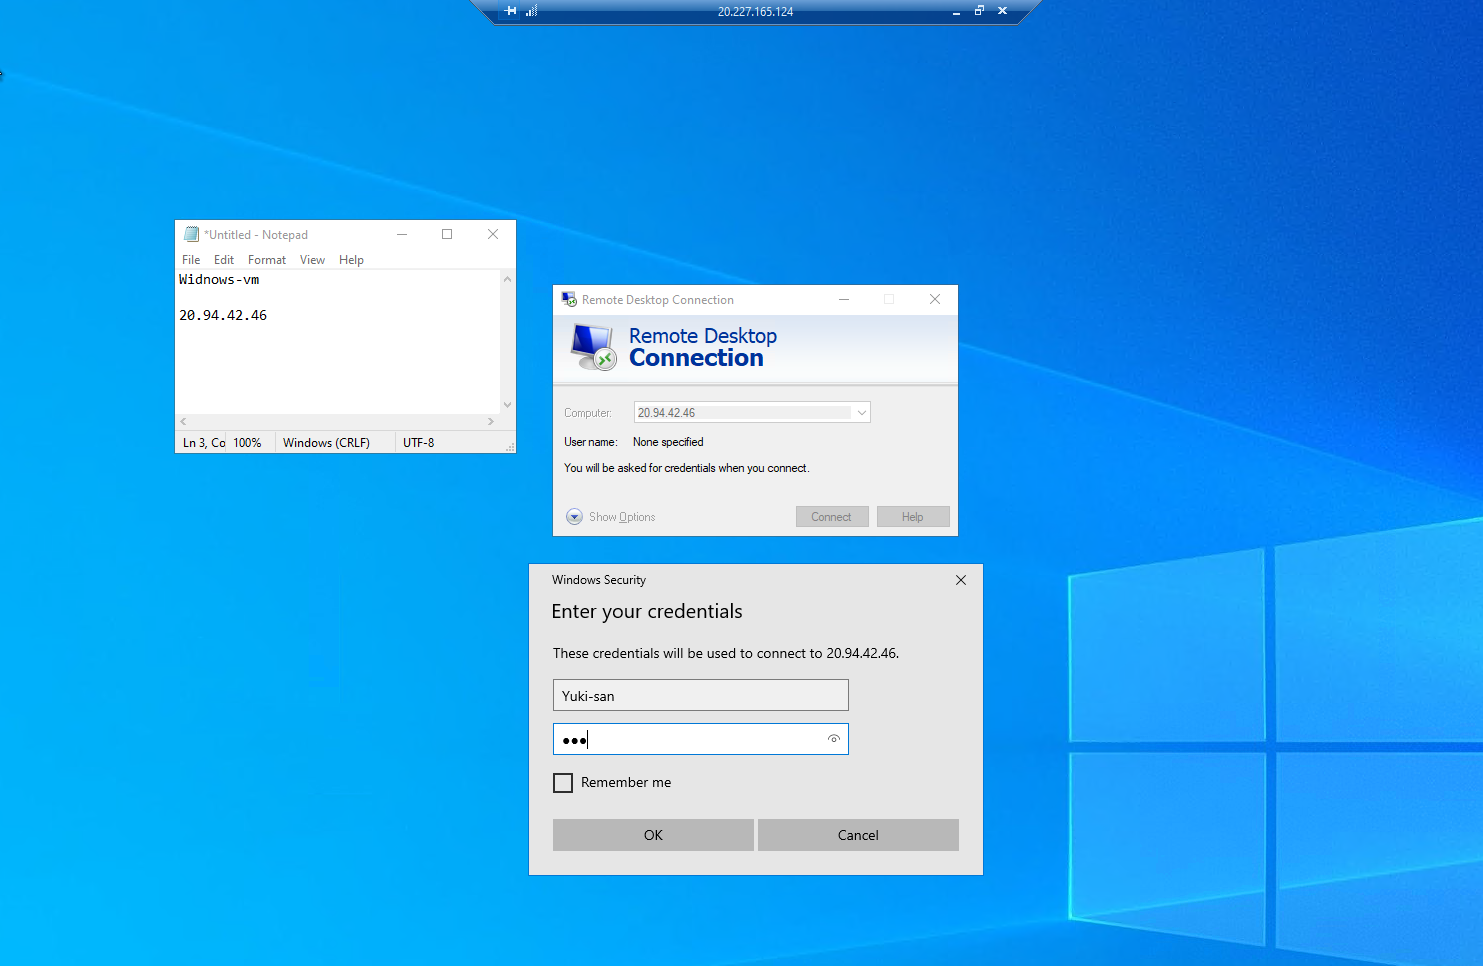 20.227.165.124
*Untitled - Notepad
File Edit Format View Help
Widnows-vm
20.94.42.46
Ln 3, Co 100% Windows (CRLF) UTF-8
Remote Desktop Connection
Remote Desktop
Connection
Computer: 20.94.42.46
User name: None specified
You will be asked for credentials when you connect.
Show Options Connect Help
Windows Security
Enter your credentials
These credentials will be used to connect to 20.94.42.46.
Yuki-san
●●●
Remember me
OK Cancel